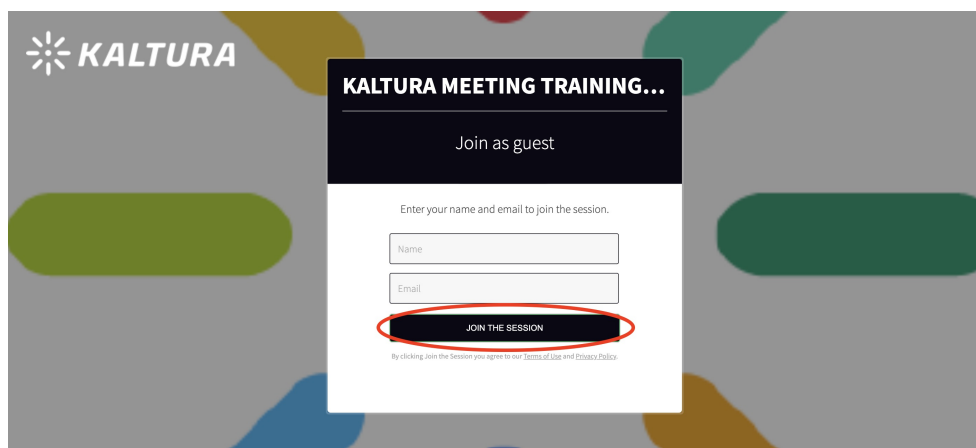 KALTURA
KALTURA MEETING TRAINING...
Join as guest
Enter your name and email to join the session.
Name
Email
JOIN THE SESSION
By clicking Join the Session you agree to our Terms of Use and Privacy Policy.